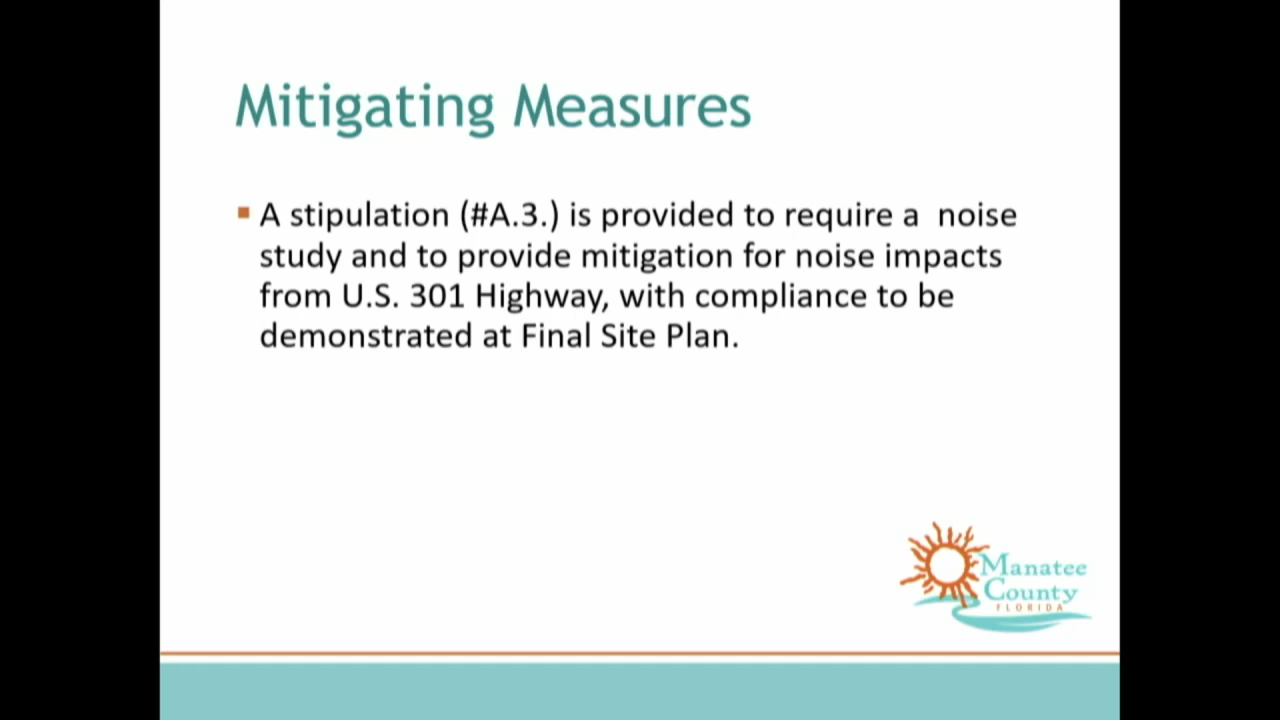 Mitigating Measures
A stipulation (#A.3.) is provided to require a  noise
study and to provide mitigation for noise impacts
from U.S. 301 Highway, with compliance to be
demonstrated at Final Site Plan.
Manatee
County
FLORIDA